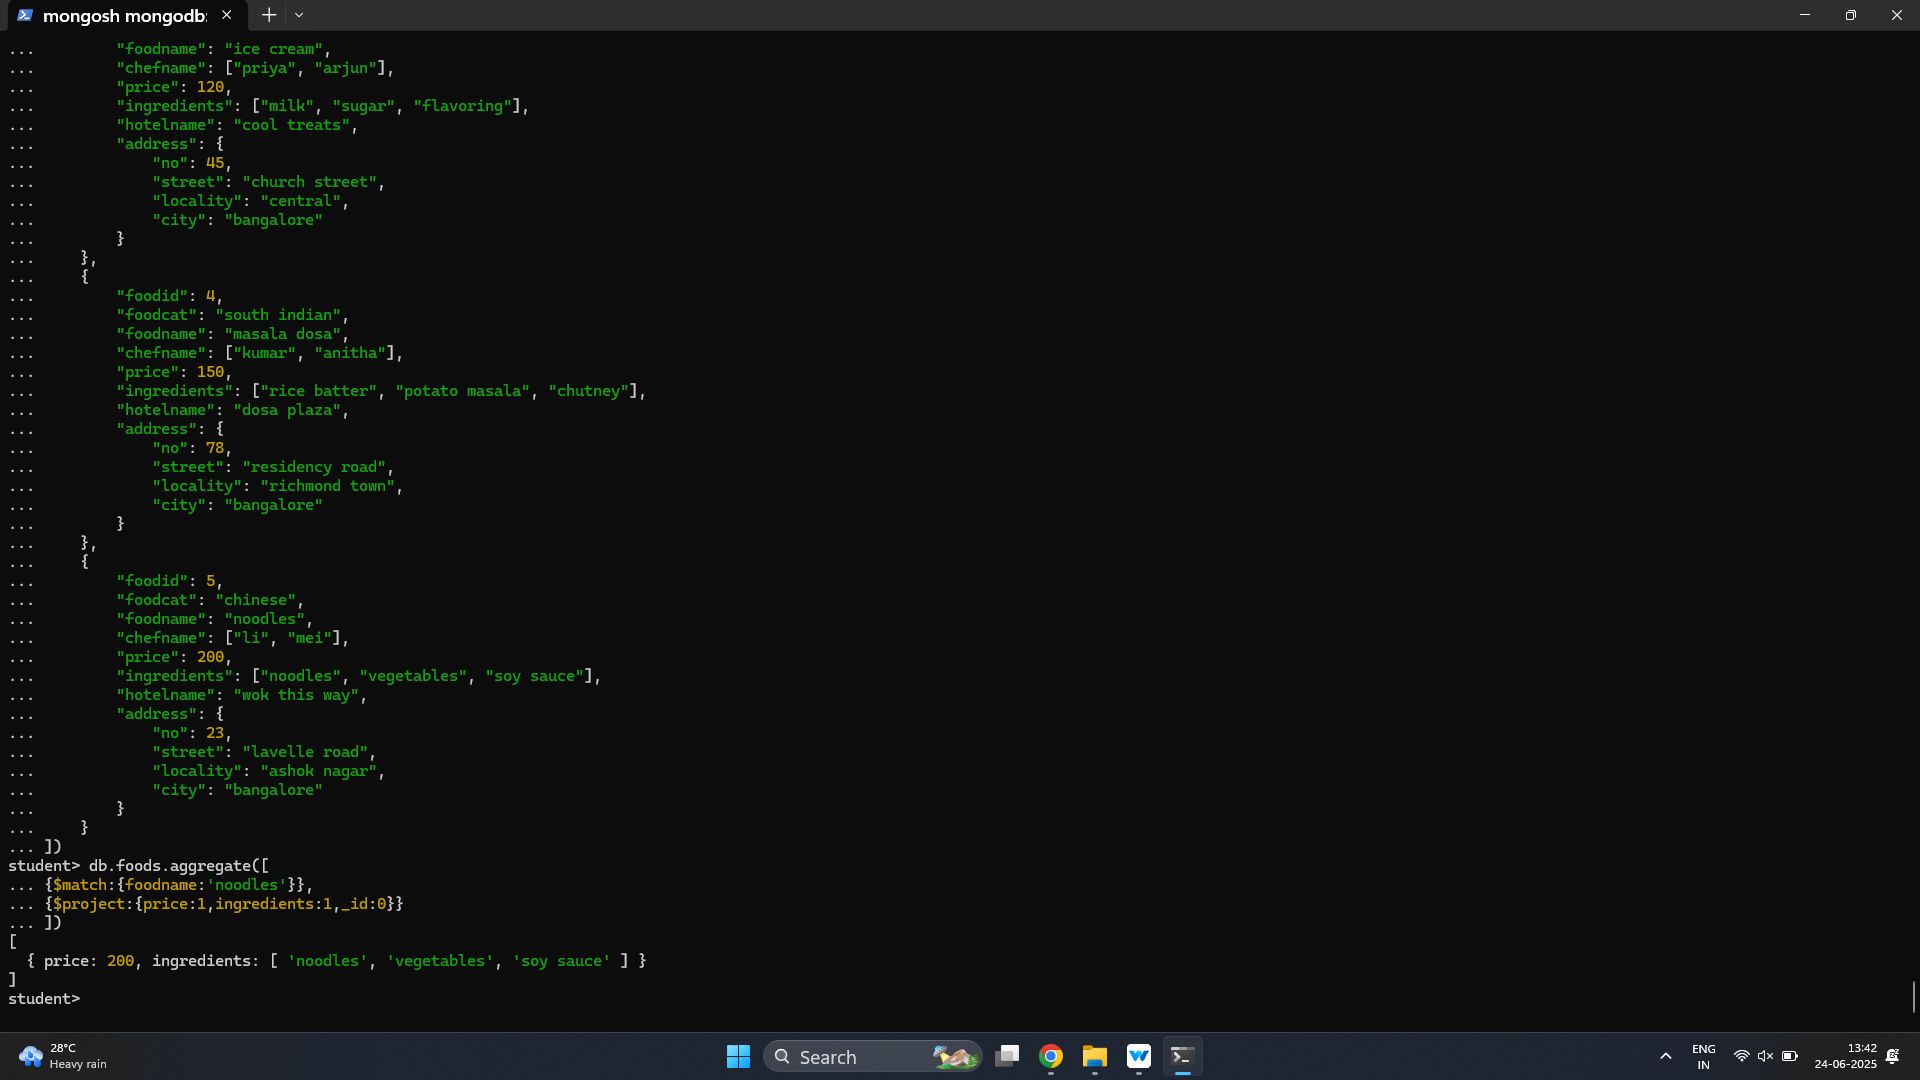 mongosh mongodb:
...         "foodname": "ice cream",
...         "chefname": ["priya", "arjun"],
...         "price": 120,
...         "ingredients": ["milk", "sugar", "flavoring"],
...         "hotelname": "cool treats",
...         "address": {
...             "no": 45,
...             "street": "church street",
...             "locality": "central",
...             "city": "bangalore"
...         }
...     },
...     {
...         "foodid": 4,
...         "foodcat": "south indian",
...         "foodname": "masala dosa",
...         "chefname": ["kumar", "anitha"],
...         "price": 150,
...         "ingredients": ["rice batter", "potato masala", "chutney"],
...         "hotelname": "dosa plaza",
...         "address": {
...             "no": 78,
...             "street": "residency road",
...             "locality": "richmond town",
...             "city": "bangalore"
...         }
...     },
...     {
...         "foodid": 5,
...         "foodcat": "chinese",
...         "foodname": "noodles",
...         "chefname": ["li", "mei"],
...         "price": 200,
...         "ingredients": ["noodles", "vegetables", "soy sauce"],
...         "hotelname": "wok this way",
...         "address": {
...             "no": 23,
...             "street": "lavelle road",
...             "locality": "ashok nagar",
...             "city": "bangalore"
...         }
...     }
... ])
student> db.foods.aggregate([
... {$match:{foodname:'noodles'}},
... {$project:{price:1,ingredients:1,_id:0}}
... ])
[
  { price: 200, ingredients: [ 'noodles', 'vegetables', 'soy sauce' ] }
]
student>
28°C
Heavy rain
Search
ENG
IN
13:42
24-06-2025